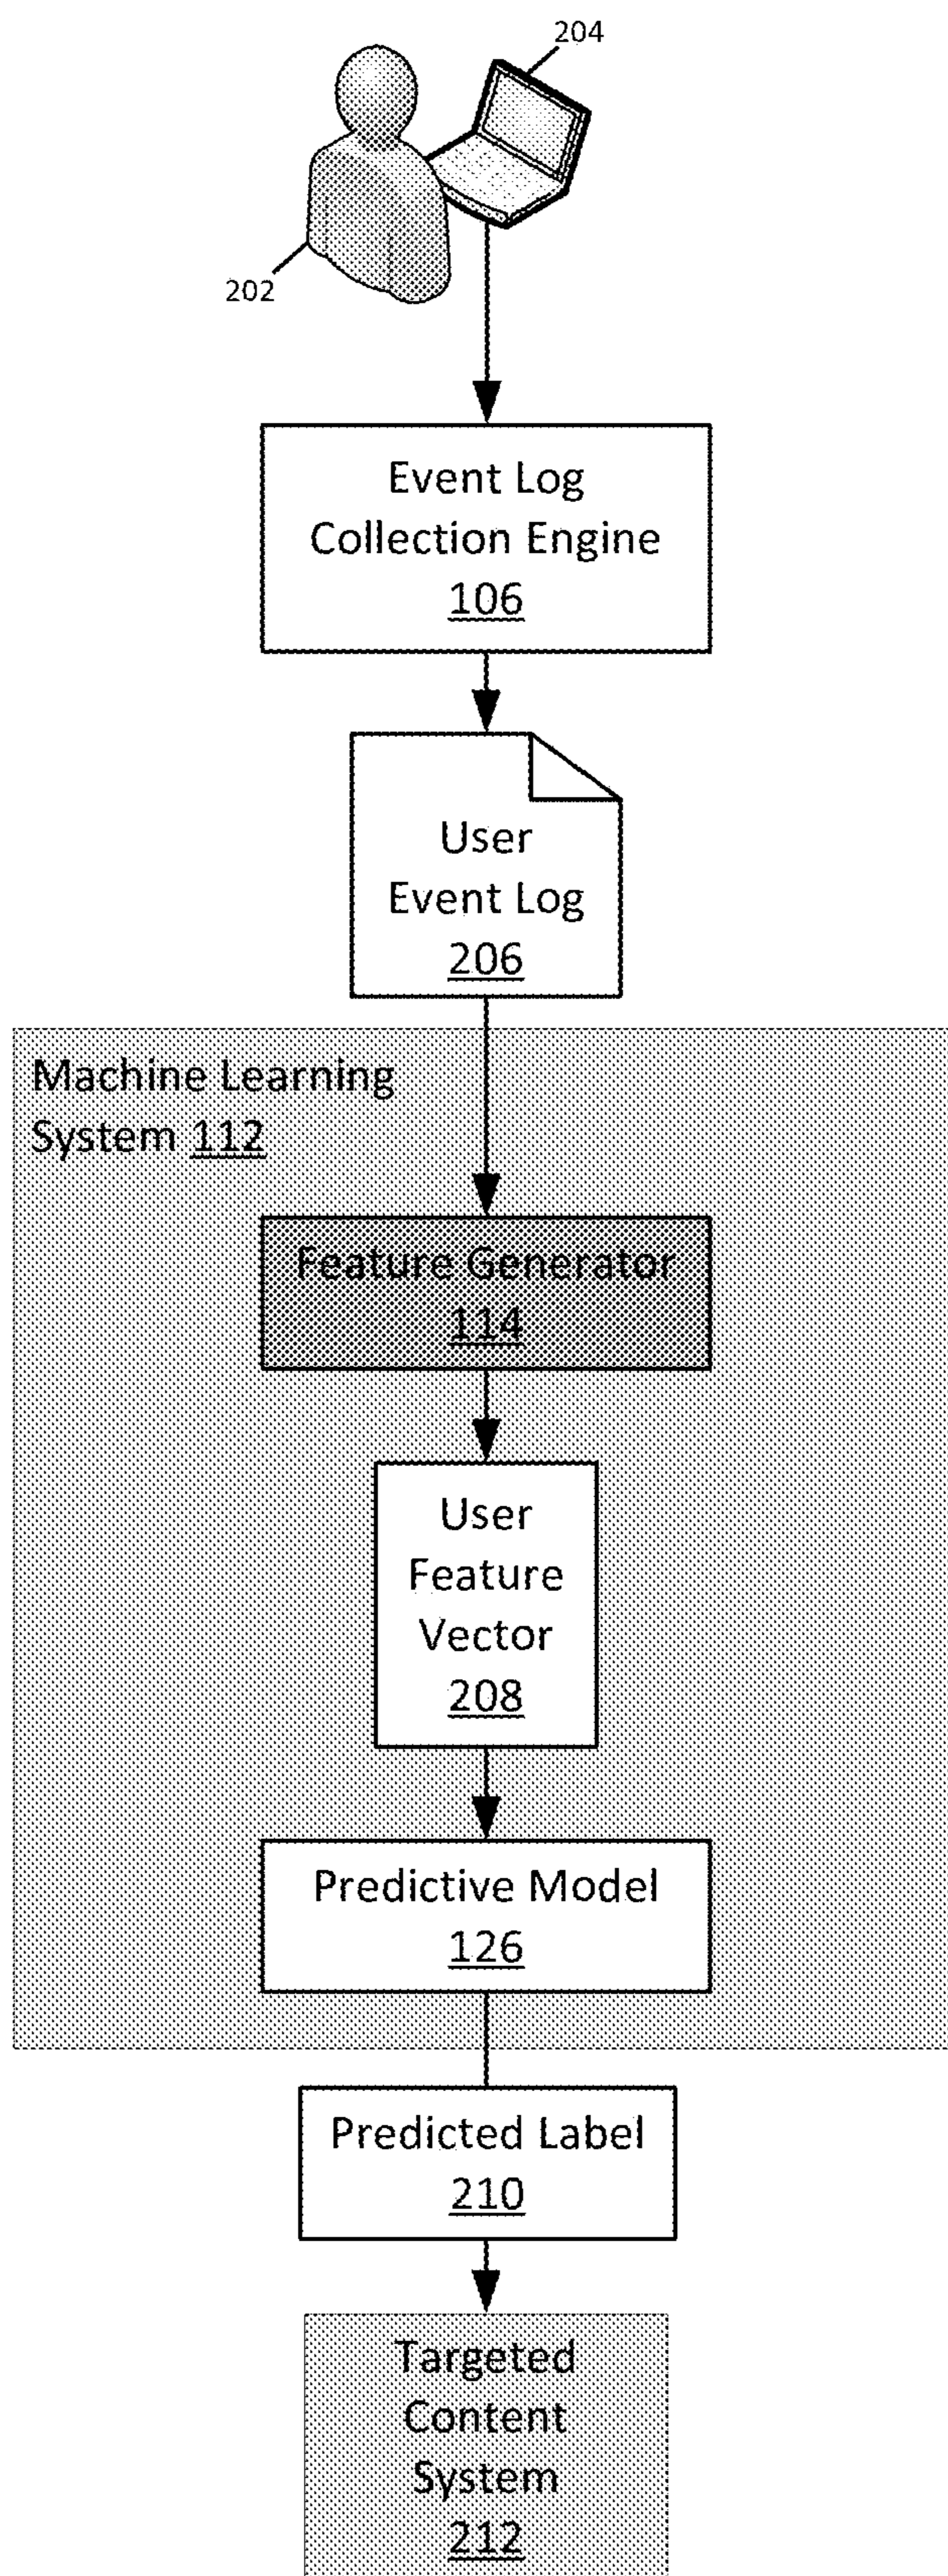 204
202
Event Log
Collection Engine
106
User
Event Log
206
Machine Learning
System 112
Feature Generator
114
User
Feature
Vector
208
Predictive Model
126
Predicted Label
210
Targeted
Content
System
212